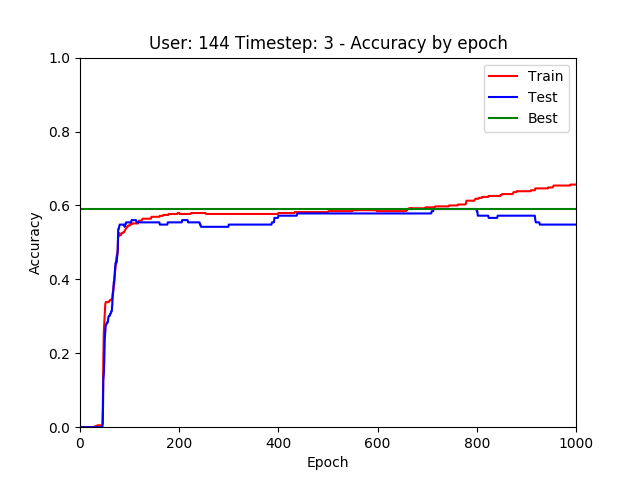 User: 144 Timestep: 3 - Accuracy by epoch
Train
Test
Best
1.0
0.8
0.6
0.4
0.2
0.0
Accuracy
0 200 400 600 800 1000
Epoch